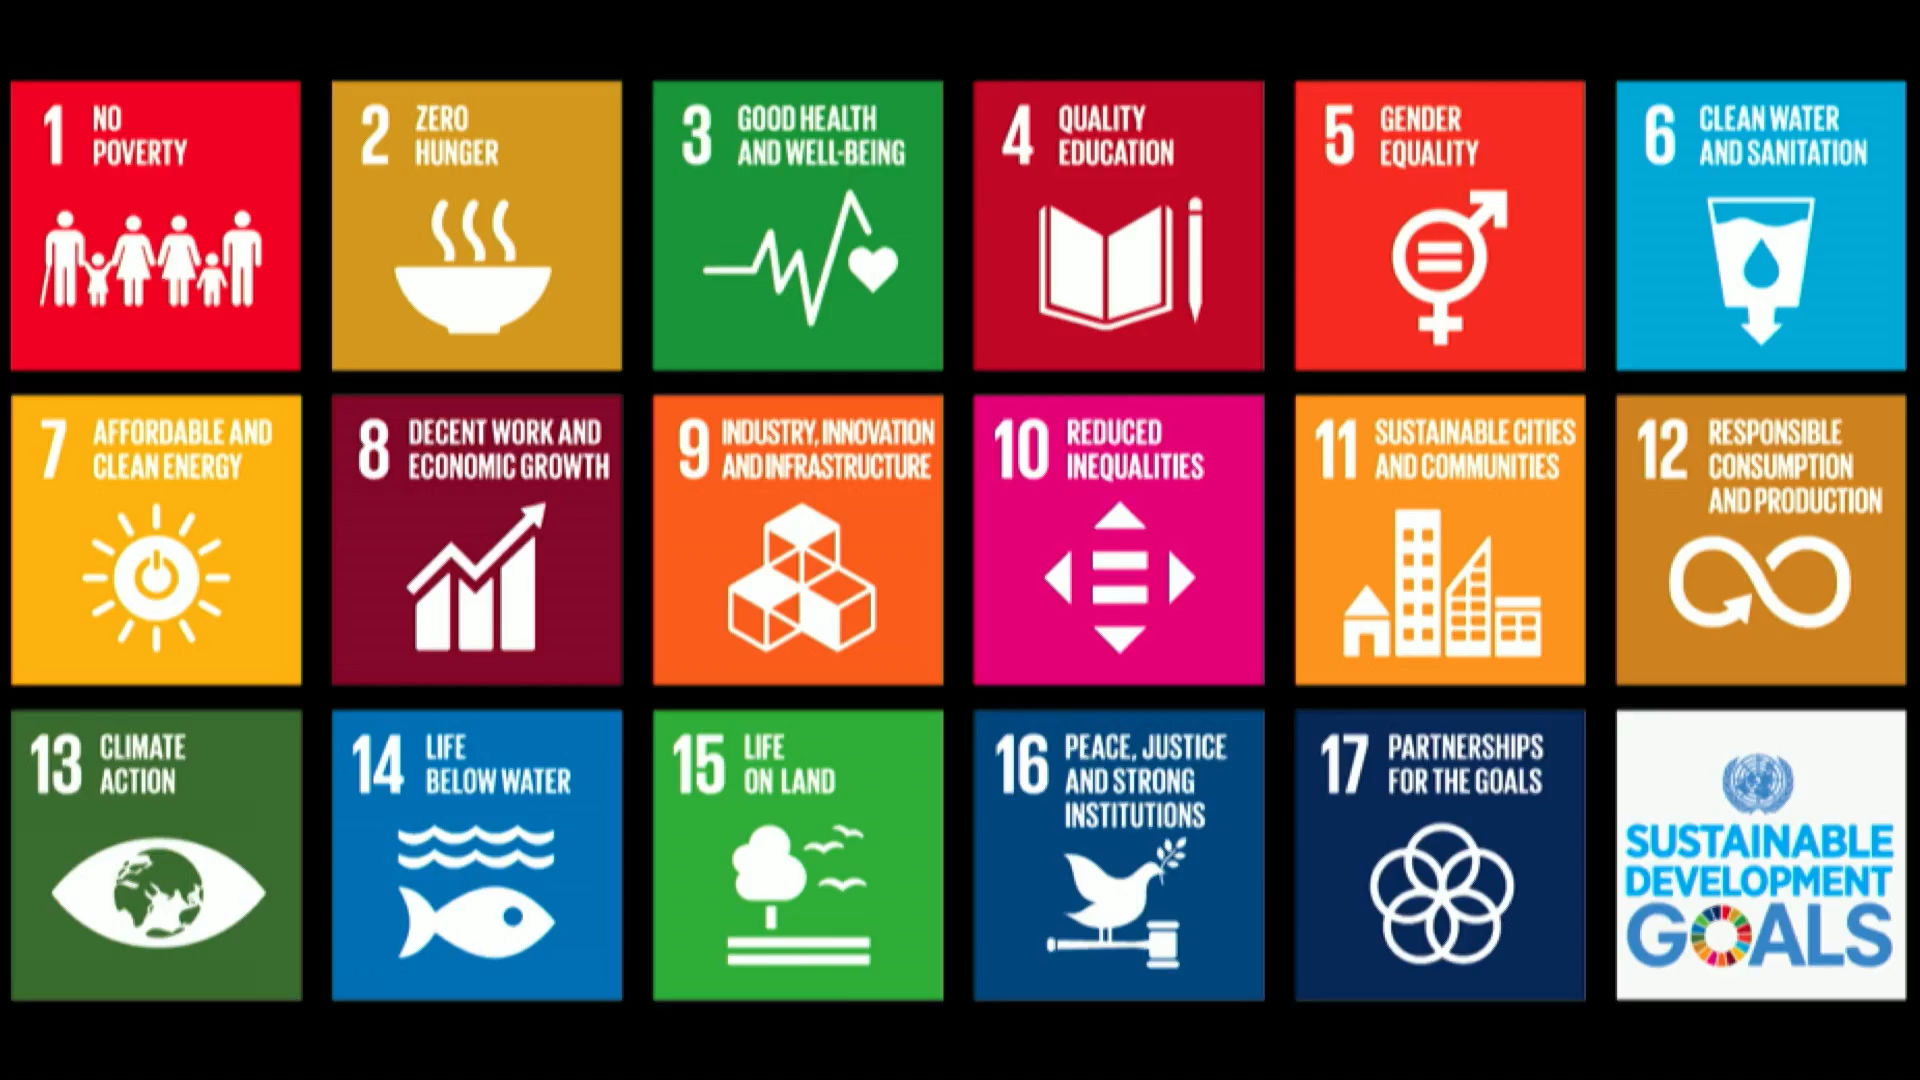 1 NO
POVERTY
2 ZERO
HUNGER
3 GOOD HEALTH
AND WELL-BEING
4 QUALITY
EDUCATION
5 GENDER
EQUALITY
6 CLEAN WATER
AND SANITATION
7 AFFORDABLE AND
CLEAN ENERGY
8 DECENT WORK AND
ECONOMIC GROWTH
9 INDUSTRY, INNOVATION
AND INFRASTRUCTURE
10 REDUCED
INEQUALITIES
11 SUSTAINABLE CITIES
AND COMMUNITIES
12 RESPONSIBLE
CONSUMPTION
AND PRODUCTION
13 CLIMATE
ACTION
14 LIFE
BELOW WATER
15 LIFE
ON LAND
16 PEACE, JUSTICE
AND STRONG
INSTITUTIONS
17 PARTNERSHIPS
FOR THE GOALS
SUSTAINABLE
DEVELOPMENT
GOALS